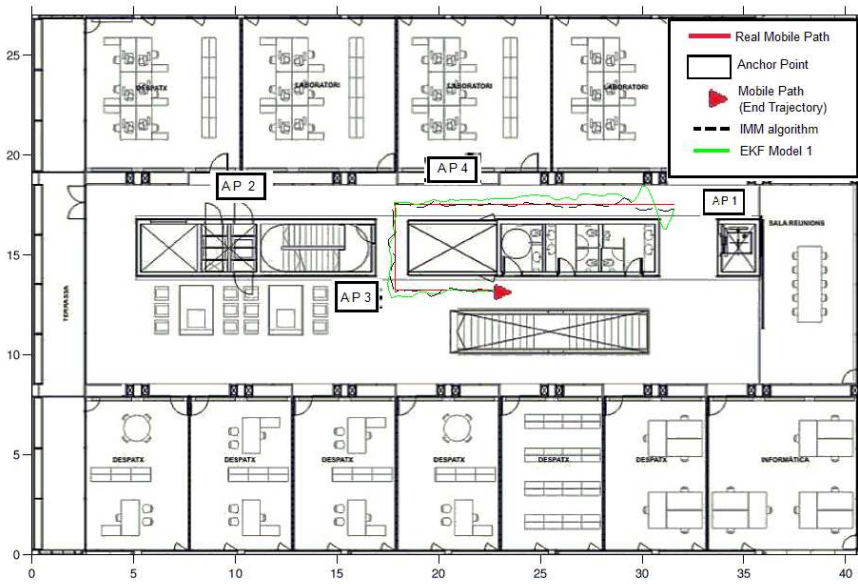 25
20
15
10
5
0
0
5
10
15
20
25
30
35
40
Real Mobile Path
Anchor Point
Mobile Path
(End Trajectory)
IMM algorithm
EKF Model 1
DESPATX
LABORATORI
LABORATORI
LABORATORI
AP 2
AP 4
AP 1
AP 3
SALA REUNIONS
TERRASSA
DESPATX
DESPATX
DESPATX
DESPATX
DESPATX
DESPATX
INFORMÀTICA